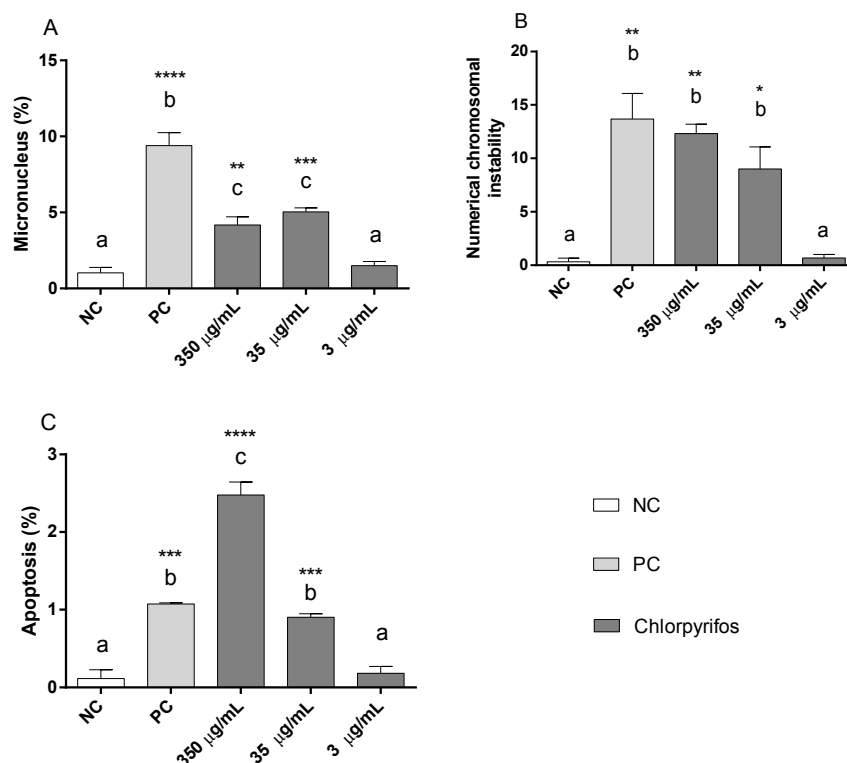 A
Micronucleus (%)
15
10
5
0
a
****
b
**
c
***
c
a
NC
PC
350 µg/mL
35 µg/mL
3 µg/mL
B
Numerical chromosomal
instability
20
15
10
5
0
a
**
b
**
b
*
b
a
NC
PC
350 µg/mL
35 µg/mL
3 µg/mL
C
Apoptosis (%)
3
2
1
0
a
***
b
****
c
***
b
a
NC
PC
350 µg/mL
35 µg/mL
3 µg/mL
NC
PC
Chlorpyrifos